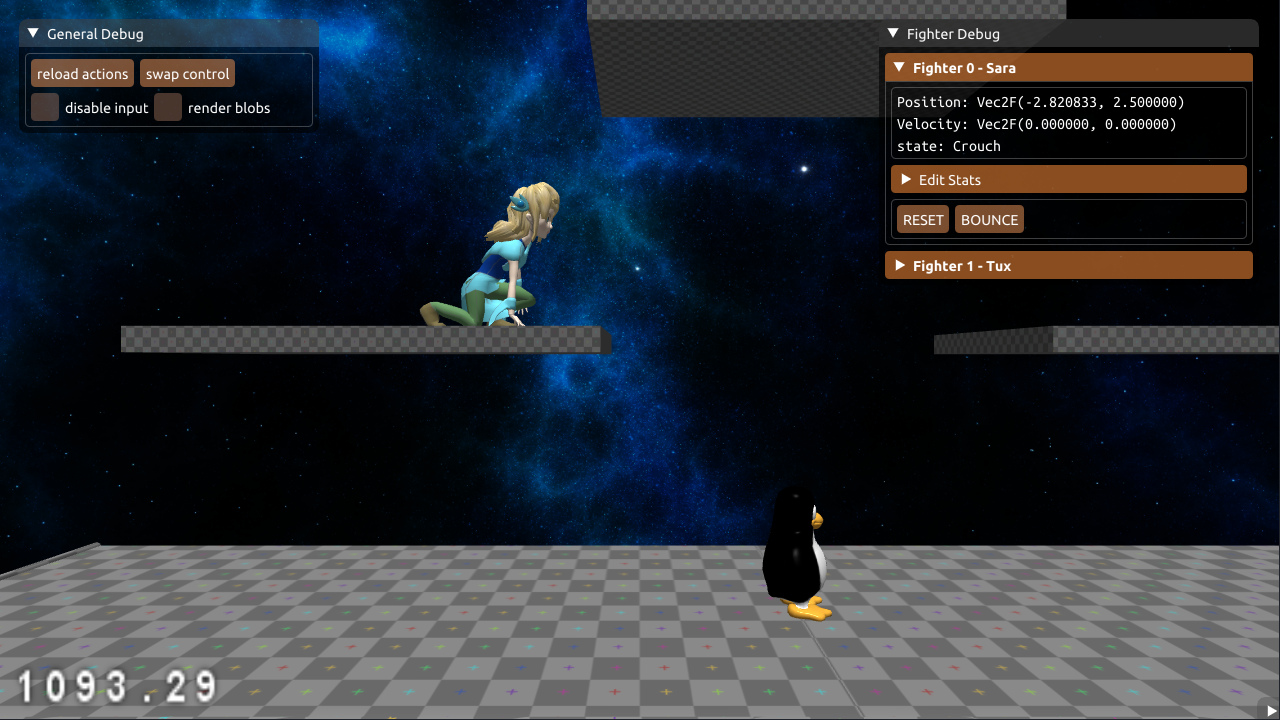 General Debug
reload actions swap control
disable input render blobs
Fighter Debug
Fighter 0 - Sara
Position: Vec2F(-2.820833, 2.500000)
Velocity: Vec2F(0.000000, 0.000000)
state: Crouch
Edit Stats
RESET BOUNCE
Fighter 1 - Tux
1093.29